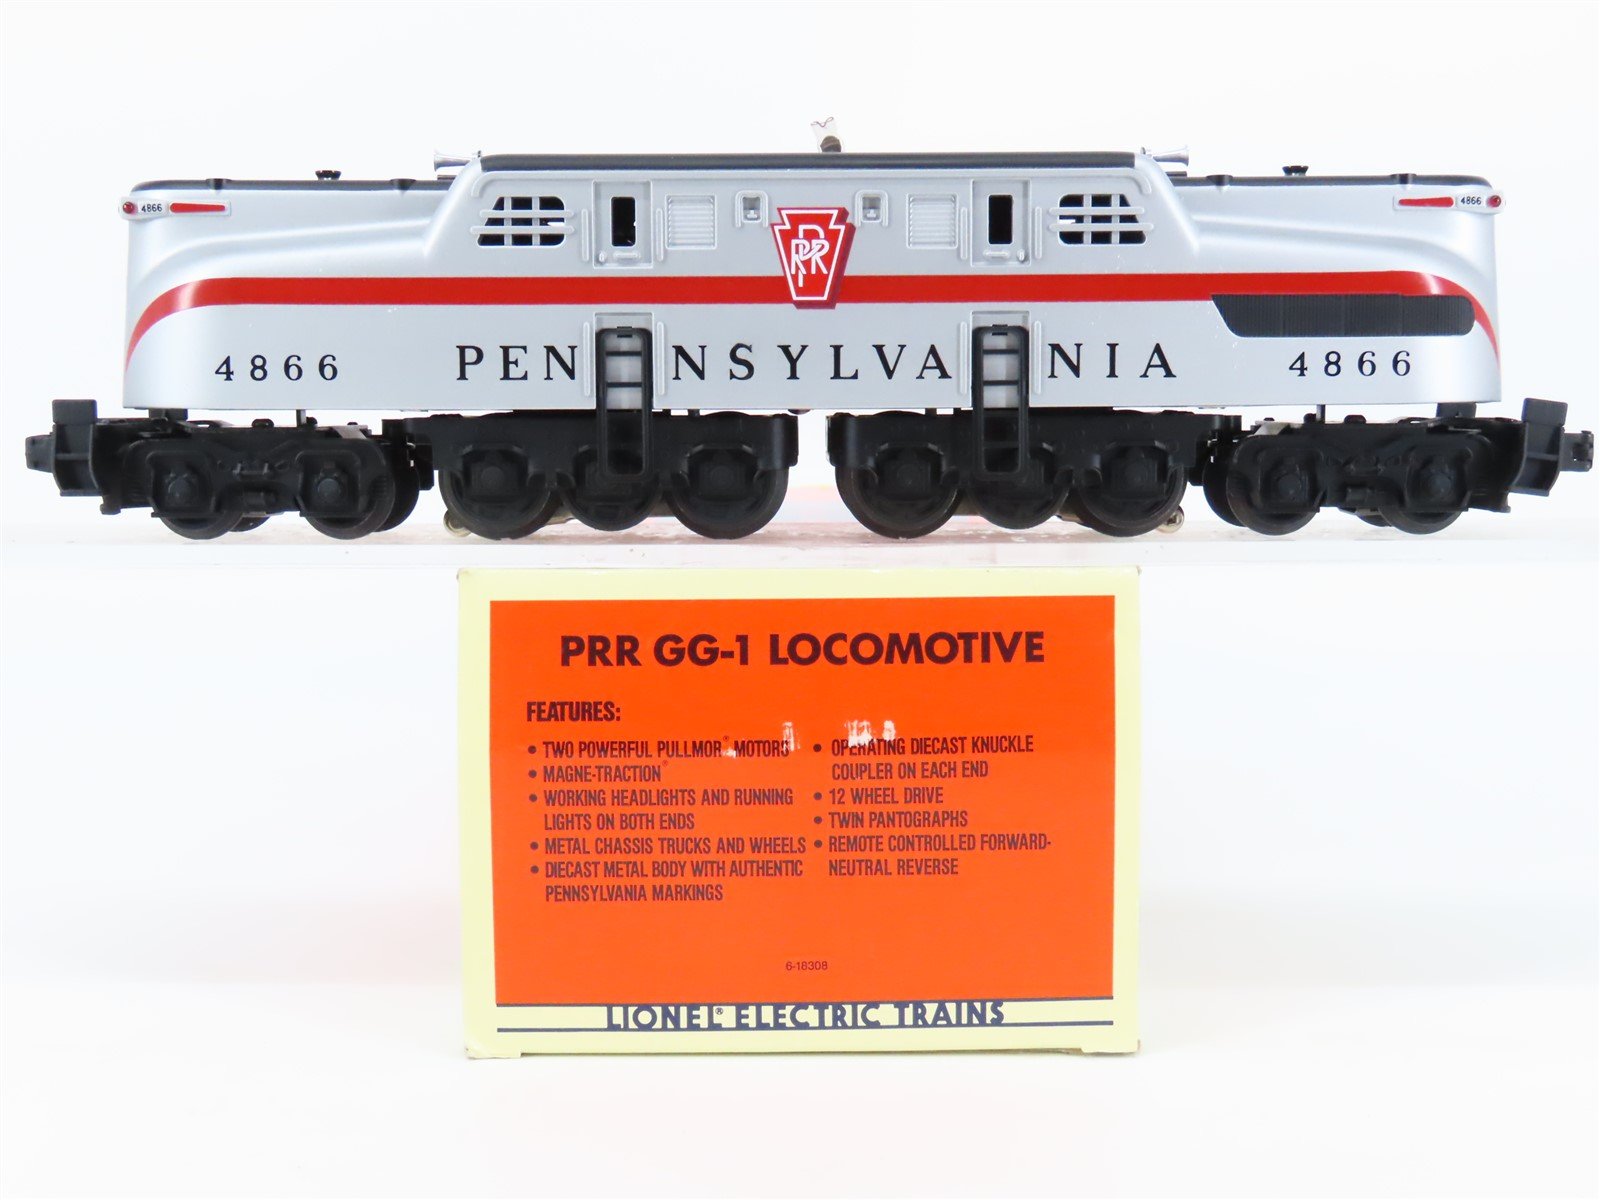 4866
4866
PRR
4866 PENNSYLVANIA 4866
PRR GG-1 LOCOMOTIVE
FEATURES:
• TWO POWERFUL PULLMOR® MOTORS
• MAGNE-TRACTION®
• WORKING HEADLIGHTS AND RUNNING
LIGHTS ON BOTH ENDS
• METAL CHASSIS TRUCKS AND WHEELS
• DIECAST METAL BODY WITH AUTHENTIC
PENNSYLVANIA MARKINGS
• OPERATING DIECAST KNUCKLE
COUPLER ON EACH END
• 12 WHEEL DRIVE
• TWIN PANTOGRAPHS
• REMOTE CONTROLLED FORWARD-
NEUTRAL REVERSE
6-18308
LIONEL® ELECTRIC TRAINS